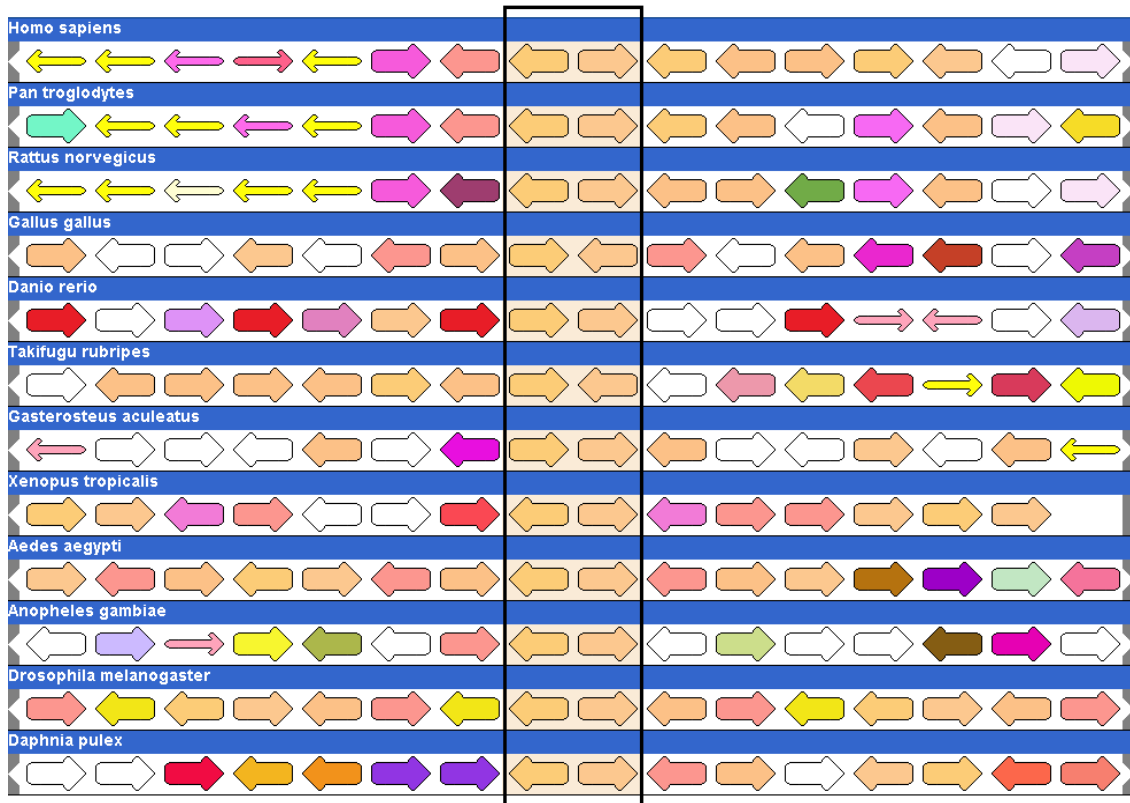 Homo sapiens
Pan troglodytes
Rattus norvegicus
Gallus gallus
Danio rerio
Takifugu rubripes
Gasterosteus aculeatus
Xenopus tropicalis
Aedes aegypti
Anopheles gambiae
Drosophila melanogaster
Daphnia pulex